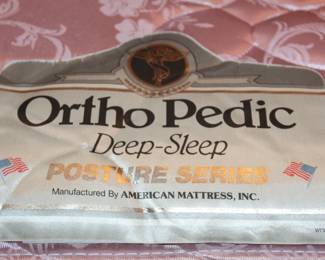 Ortho Pedic
Deep-Sleep
POSTURE SERIES
Manufactured By AMERICAN MATTRESS, INC.